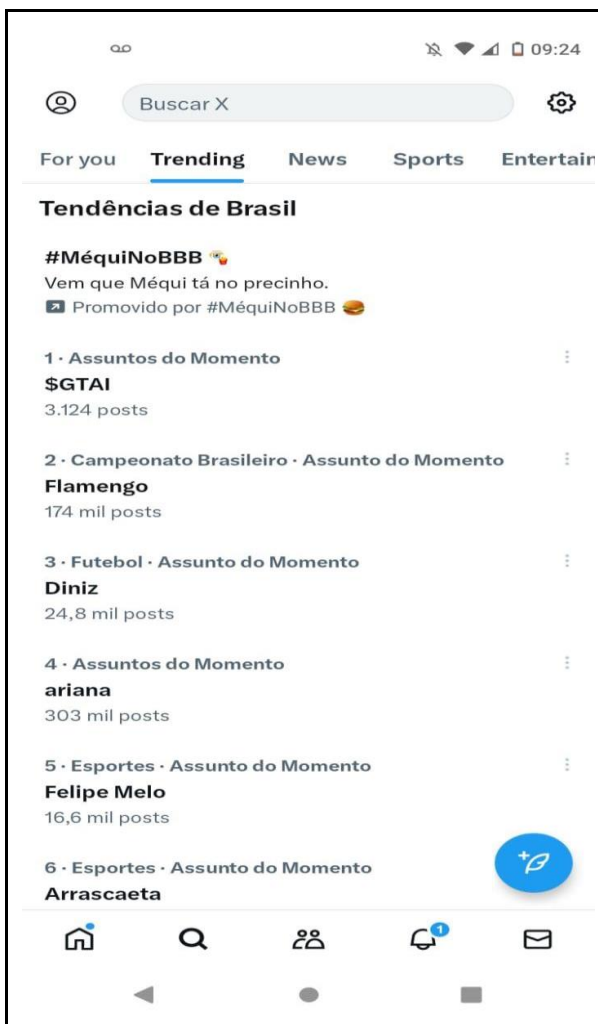 09:24
Buscar X
For you Trending News Sports Entertain
Tendências de Brasil
#MéquiNoBBB
Vem que Méqui tá no precinho.
Promovido por #MéquiNoBBB
1 · Assuntos do Momento
$GTAI
3.124 posts
2 · Campeonato Brasileiro · Assunto do Momento
Flamengo
174 mil posts
3 · Futebol · Assunto do Momento
Diniz
24,8 mil posts
4 · Assuntos do Momento
ariana
303 mil posts
5 · Esportes · Assunto do Momento
Felipe Melo
16,6 mil posts
6 · Esportes · Assunto do Momento
Arrascaeta
1